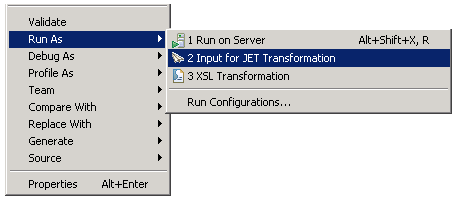 Validate
Run As
Debug As
Profile As
Team
Compare With
Replace With
Generate
Source
Properties Alt+Enter
1 Run on Server Alt+Shift+X, R
2 Input for JET Transformation
3 XSL Transformation
Run Configurations...